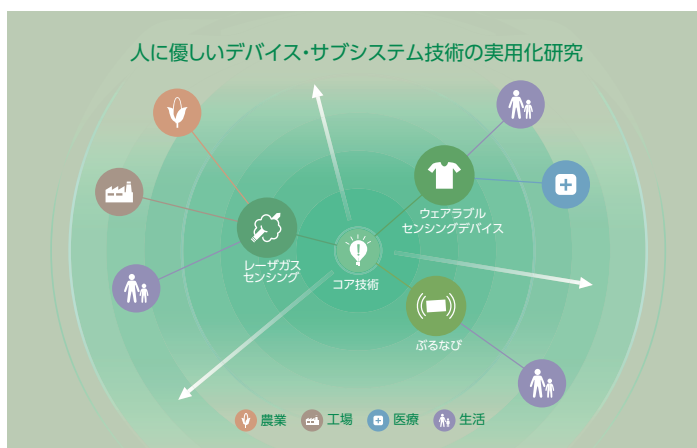 人に優しいデバイス・サブシステム技術の実用化研究
ウェアラブル
センシングデバイス
レーザガス
センシング
コア技術
ぶるなび
農業
工場
医療
生活